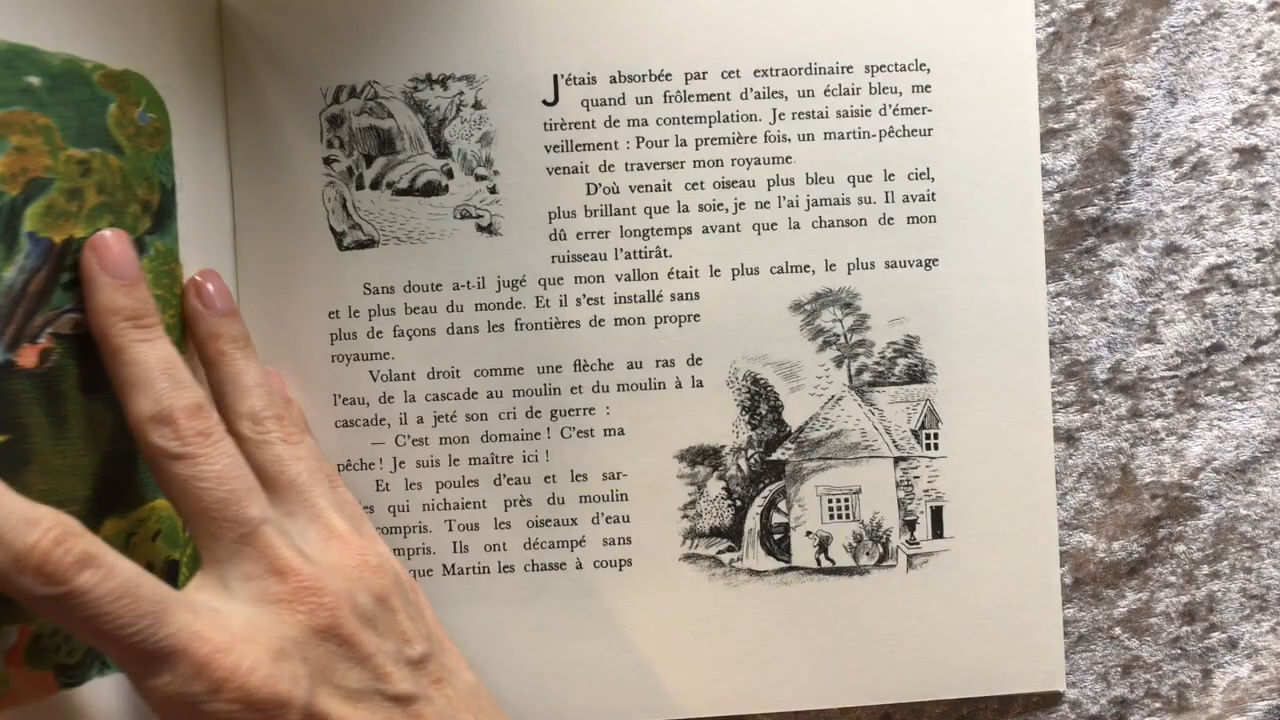 J'étais absorbée par cet extraordinaire spectacle,
quand un frôlement d'ailes, un éclair bleu, me
tirèrent de ma contemplation. Je restai saisie d'émer-
veillement : Pour la première fois, un martin-pêcheur
venait de traverser mon royaume.
D'où venait cet oiseau plus bleu que le ciel,
plus brillant que la soie, je ne l'ai jamais su. Il avait
dû errer longtemps avant que la chanson de mon
ruisseau l'attirât.
Sans doute a-t-il jugé que mon vallon était le plus calme, le plus sauvage
et le plus beau du monde. Et il s'est installé sans
plus de façons dans les frontières de mon propre
royaume.
Volant droit comme une flèche au ras de
l'eau, de la cascade au moulin et du moulin à la
cascade, il a jeté son cri de guerre :
— C'est mon domaine ! C'est ma
pêche ! Je suis le maître ici !
Et les poules d'eau et les sar-
qui nichaient près du moulin
compris. Tous les oiseaux d'eau
Ils ont décampé sans
que Martin les chasse à coups